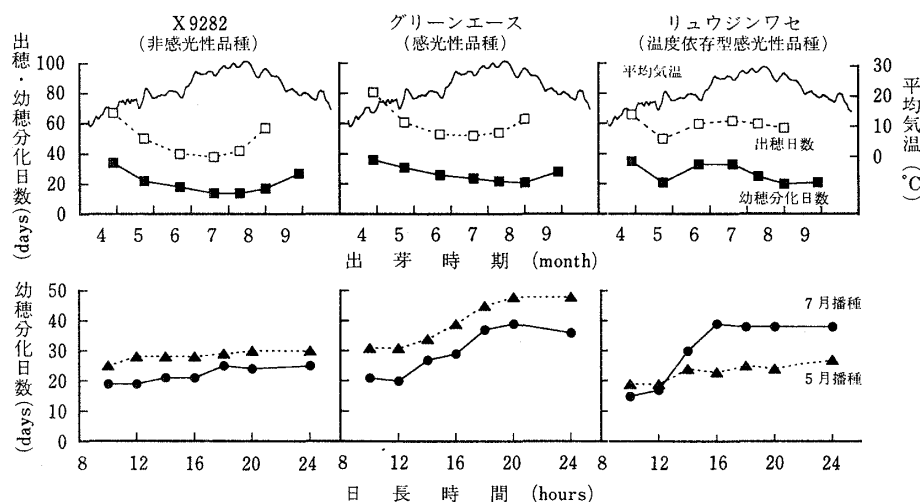 X9282
(非感光性品種)
グリーンエース
(感光性品種)
リュウジンワセ
(温度依存型感光性品種)
出穂・幼穂分化日数 (days)
100
80
60
40
20
0
平均気温
出穂日数
幼穂分化日数
30
20
10
0
平均気温 (°C)
4 5 6 7 8 9
4 5 6 7 8 9
4 5 6 7 8 9
出芽時期 (month)
幼穂分化日数 (days)
50
40
30
20
10
0
7月播種
5月播種
8 12 16 20 24
8 12 16 20 24
8 12 16 20 24
日長時間 (hours)